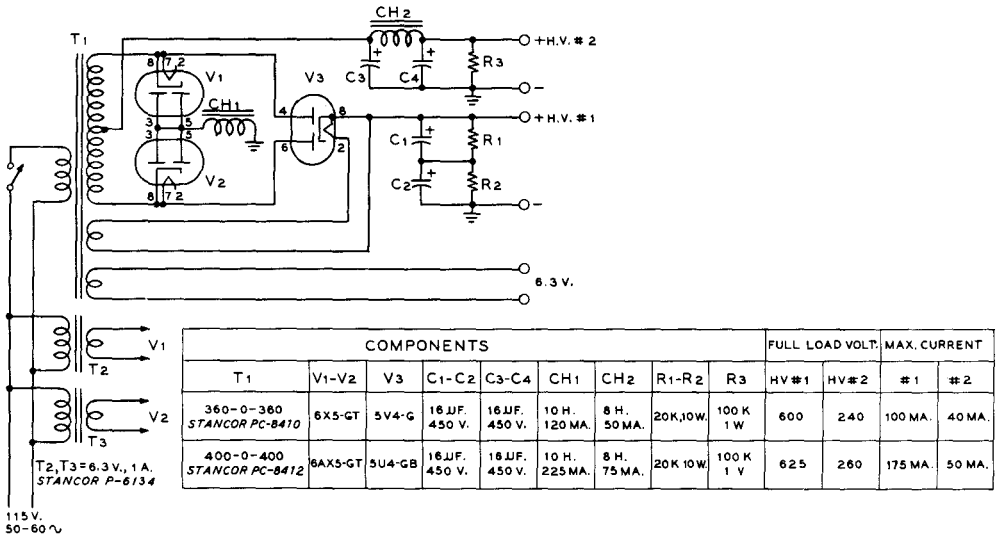 CH2
T1
8 7 2
V1
V3
C3
+
C4
+
R3
+H.V. #2
-
CH1
3 5
3 5
4
6
8
2
+H.V. #1
C1
+
R1
C2
+
R2
-
V2
8 7 2
6.3 V.
V1
T2
V2
T3
T2,T3=6.3V., 1 A.
STANCOR P-6134
115V.
50-60∿
COMPONENTS FULL LOAD VOLT. MAX. CURRENT
T1 V1-V2 V3 C1-C2 C3-C4 CH1 CH2 R1-R2 R3 HV#1 HV#2 #1 #2
360-0-360 STANCOR PC-8410 6X5-GT 5V4-G 16 µF. 450 V. 16 µF. 450 V. 10 H. 120 MA. 8 H. 50 MA. 20K,10W. 100 K 1 W 600 240 100 MA. 40 MA.
400-0-400 STANCOR PC-8412 6AX5-GT 5U4-GB 16 µF. 450 V. 16 µF. 450 V. 10 H. 225 MA. 8 H. 75 MA. 20K 10W. 100 K 1 V 625 260 175 MA. 50 MA.